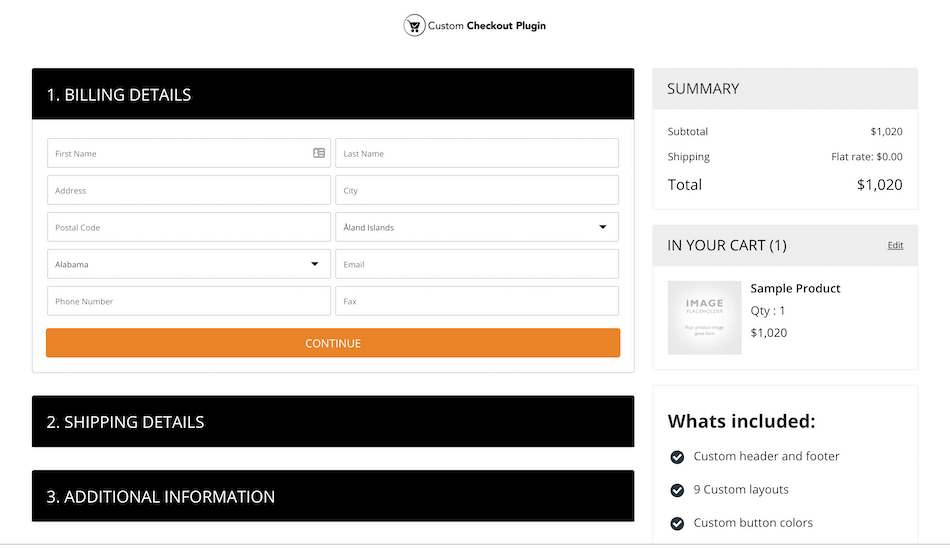 Custom Checkout Plugin
1. BILLING DETAILS
First Name
Last Name
Address
City
Postal Code
Åland Islands
Alabama
Email
Phone Number
Fax
CONTINUE
2. SHIPPING DETAILS
3. ADDITIONAL INFORMATION
SUMMARY
Subtotal $1,020
Shipping Flat rate: $0.00
Total $1,020
IN YOUR CART (1) Edit
IMAGE
PLACEHOLDER
Your product image
goes here
Sample Product
Qty : 1
$1,020
Whats included:
Custom header and footer
9 Custom layouts
Custom button colors